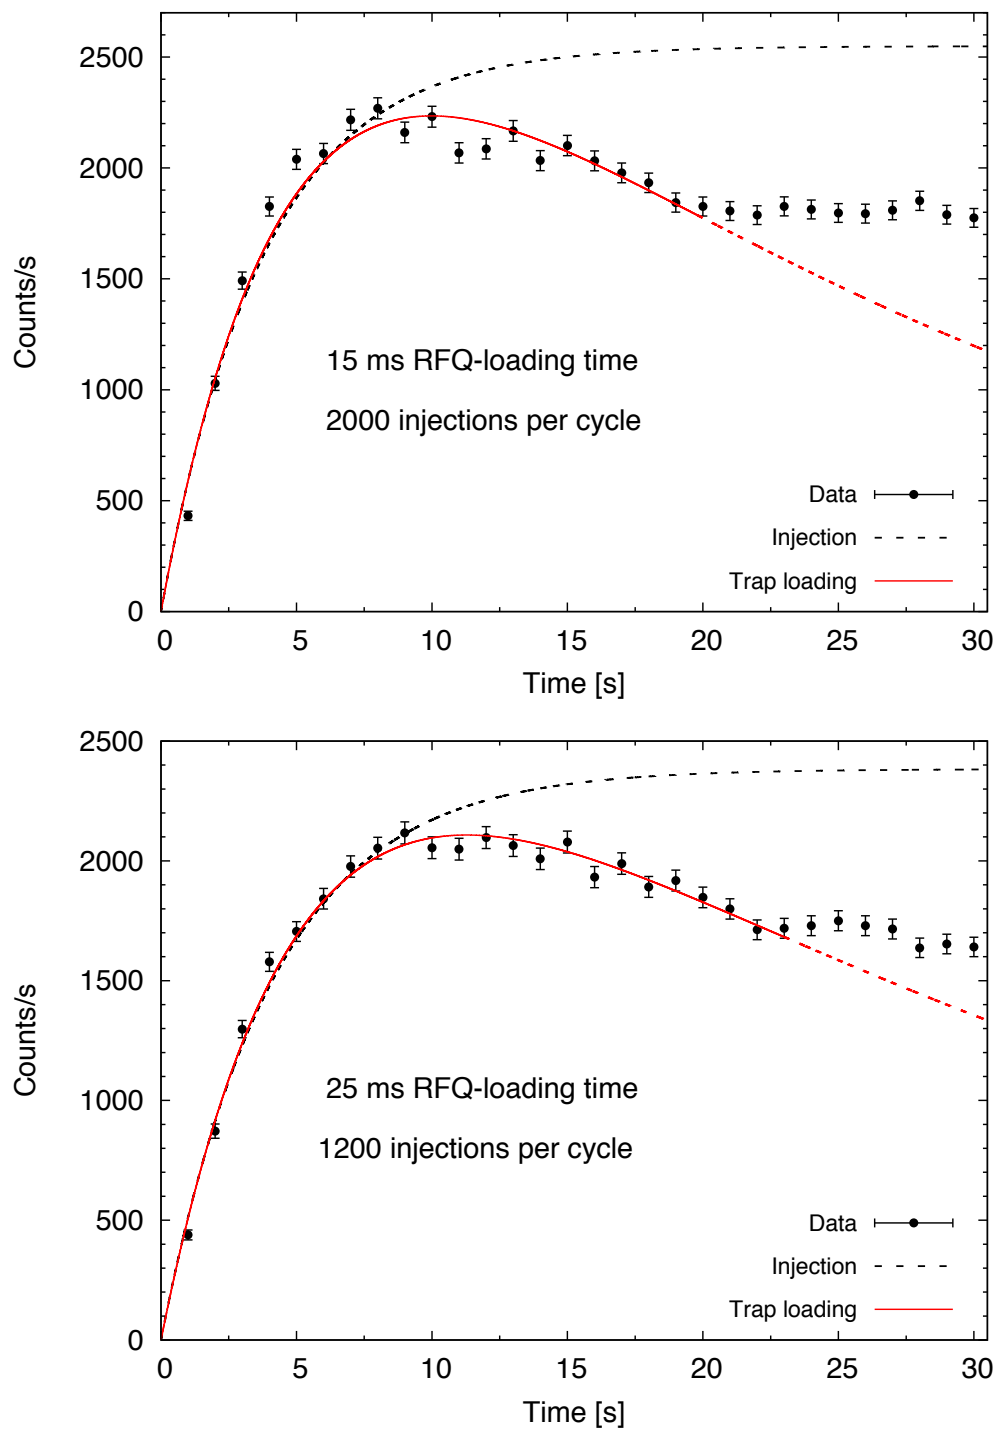 2500
2000
1500
1000
500
0
Counts/s
15 ms RFQ-loading time
2000 injections per cycle
Data
Injection
Trap loading
0 5 10 15 20 25 30
Time [s]
2500
2000
1500
1000
500
0
Counts/s
25 ms RFQ-loading time
1200 injections per cycle
Data
Injection
Trap loading
0 5 10 15 20 25 30
Time [s]